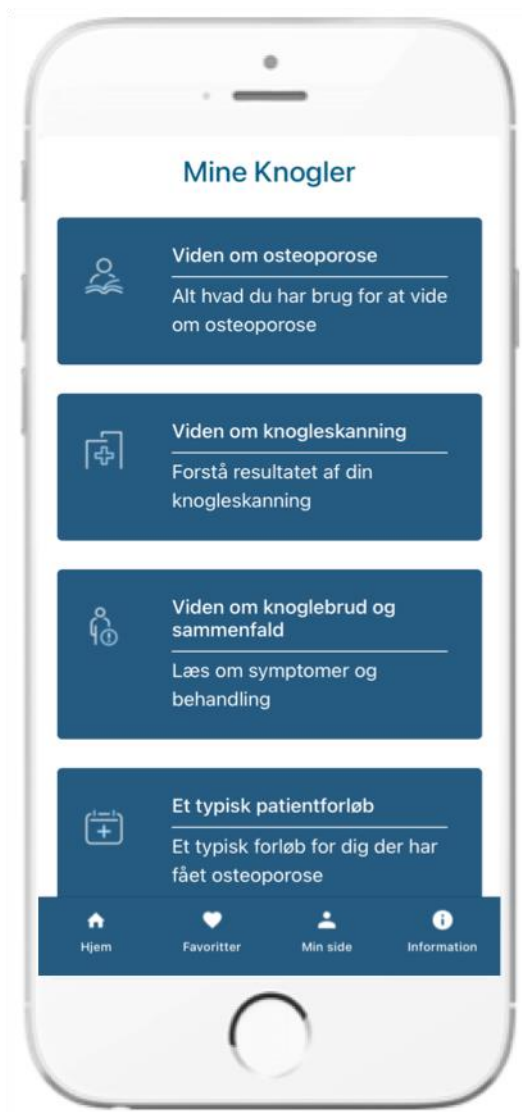 Mine Knogler
Viden om osteoporose
Alt hvad du har brug for at vide
om osteoporose
Viden om knogleskanning
Forstå resultatet af din
knogleskanning
Viden om knoglebrud og
sammenfald
Læs om symptomer og
behandling
Et typisk patientforløb
Et typisk forløb for dig der har
fået osteoporose
Hjem Favoritter Min side Information